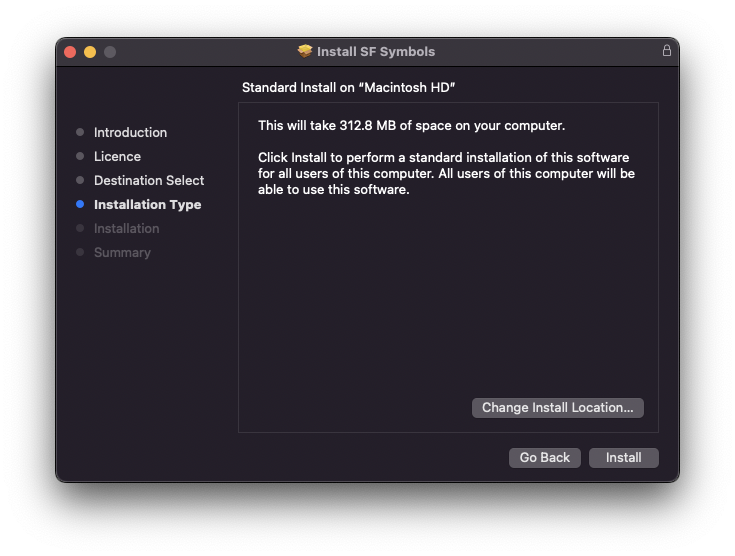 Install SF Symbols
Standard Install on “Macintosh HD”
Introduction
Licence
Destination Select
Installation Type
Installation
Summary
This will take 312.8 MB of space on your computer.
Click Install to perform a standard installation of this software
for all users of this computer. All users of this computer will be
able to use this software.
Change Install Location...
Go Back
Install